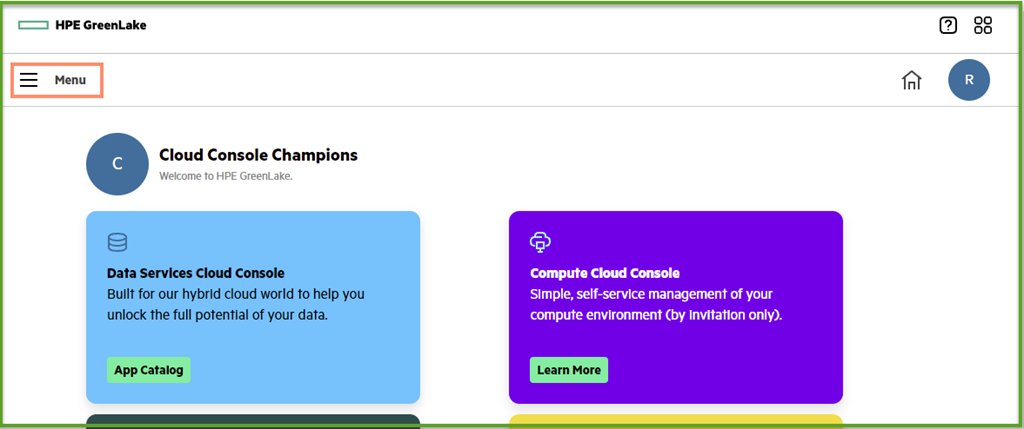 HPE GreenLake
?
Menu
R
C
Cloud Console Champions
Welcome to HPE GreenLake.
Data Services Cloud Console
Built for our hybrid cloud world to help you
unlock the full potential of your data.
App Catalog
Compute Cloud Console
Simple, self-service management of your
compute environment (by invitation only).
Learn More